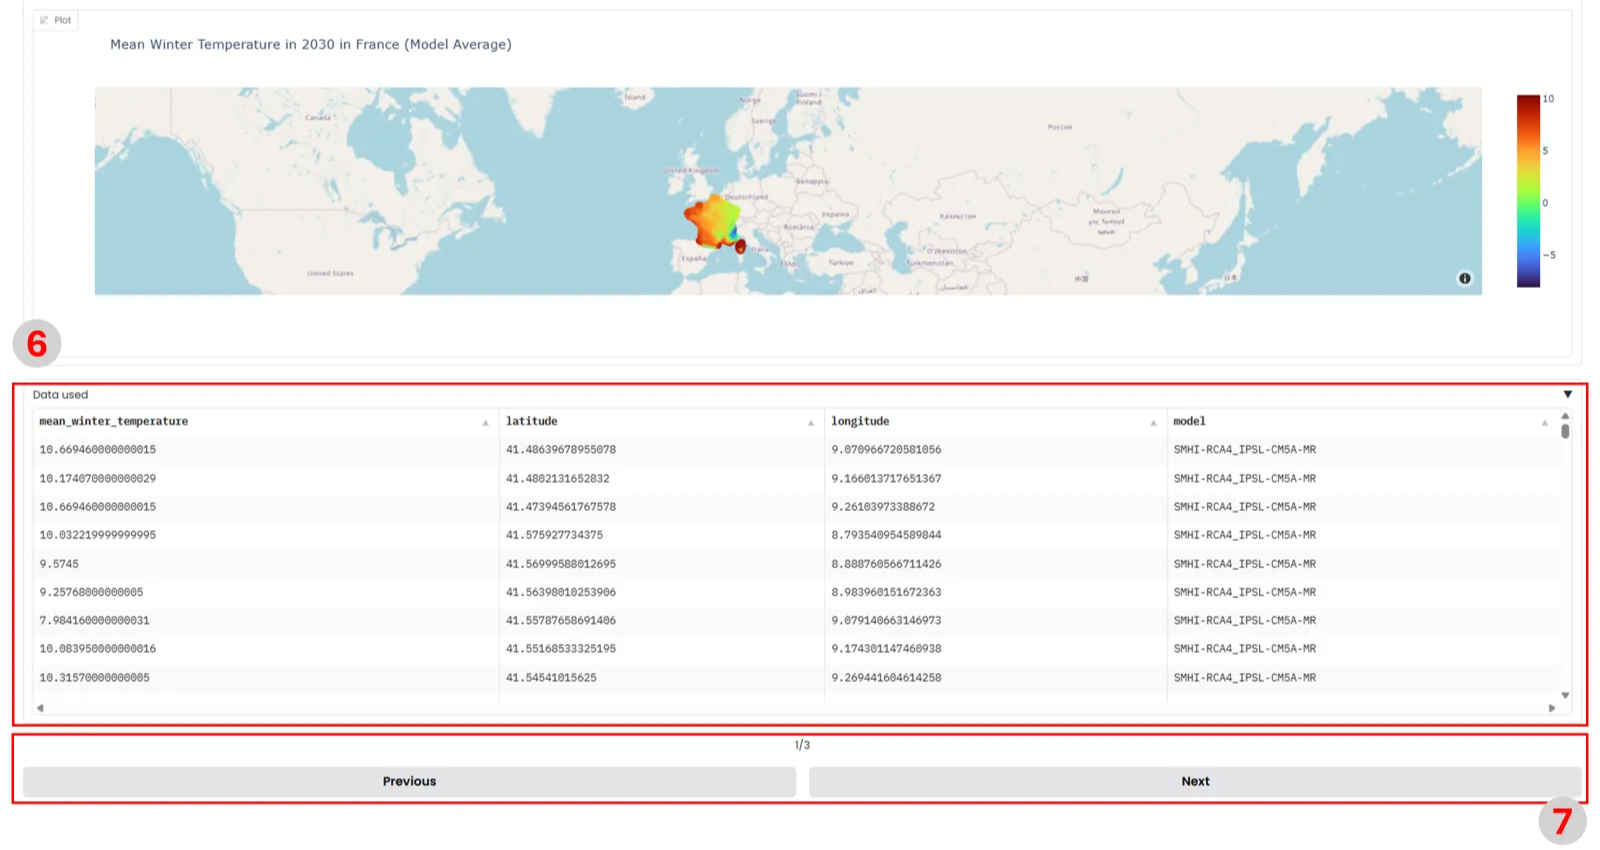 Plot
Mean Winter Temperature in 2030 in France (Model Average)
Canada
United States
Ísland
Norge
Suomi /
Finland
Sverige
United Kingdom
Deutschland
Беларусь
Україна
România
España
Italia
Ελλάς
Türkiye
Россия
Қазақстан
O'zbekiston
Türkmenistan
Монгол
улс
中国
日本
العراق
10
5
0
−5
6
Data used
mean_winter_temperature latitude longitude model
10.669460000000015 41.48639678955078 9.070966720581056 SMHI-RCA4_IPSL-CM5A-MR
10.174070000000029 41.4802131652832 9.166013717651367 SMHI-RCA4_IPSL-CM5A-MR
10.669460000000015 41.47394561767578 9.26103973388672 SMHI-RCA4_IPSL-CM5A-MR
10.032219999999995 41.575927734375 8.793540954589844 SMHI-RCA4_IPSL-CM5A-MR
9.5745 41.56999588012695 8.888760566711426 SMHI-RCA4_IPSL-CM5A-MR
9.25768000000005 41.56398010253906 8.983960151672363 SMHI-RCA4_IPSL-CM5A-MR
7.984160000000031 41.55787658691406 9.079140663146973 SMHI-RCA4_IPSL-CM5A-MR
10.083950000000016 41.55168533325195 9.174301147460938 SMHI-RCA4_IPSL-CM5A-MR
10.31570000000005 41.54541015625 9.269441604614258 SMHI-RCA4_IPSL-CM5A-MR
1/3
Previous Next
7